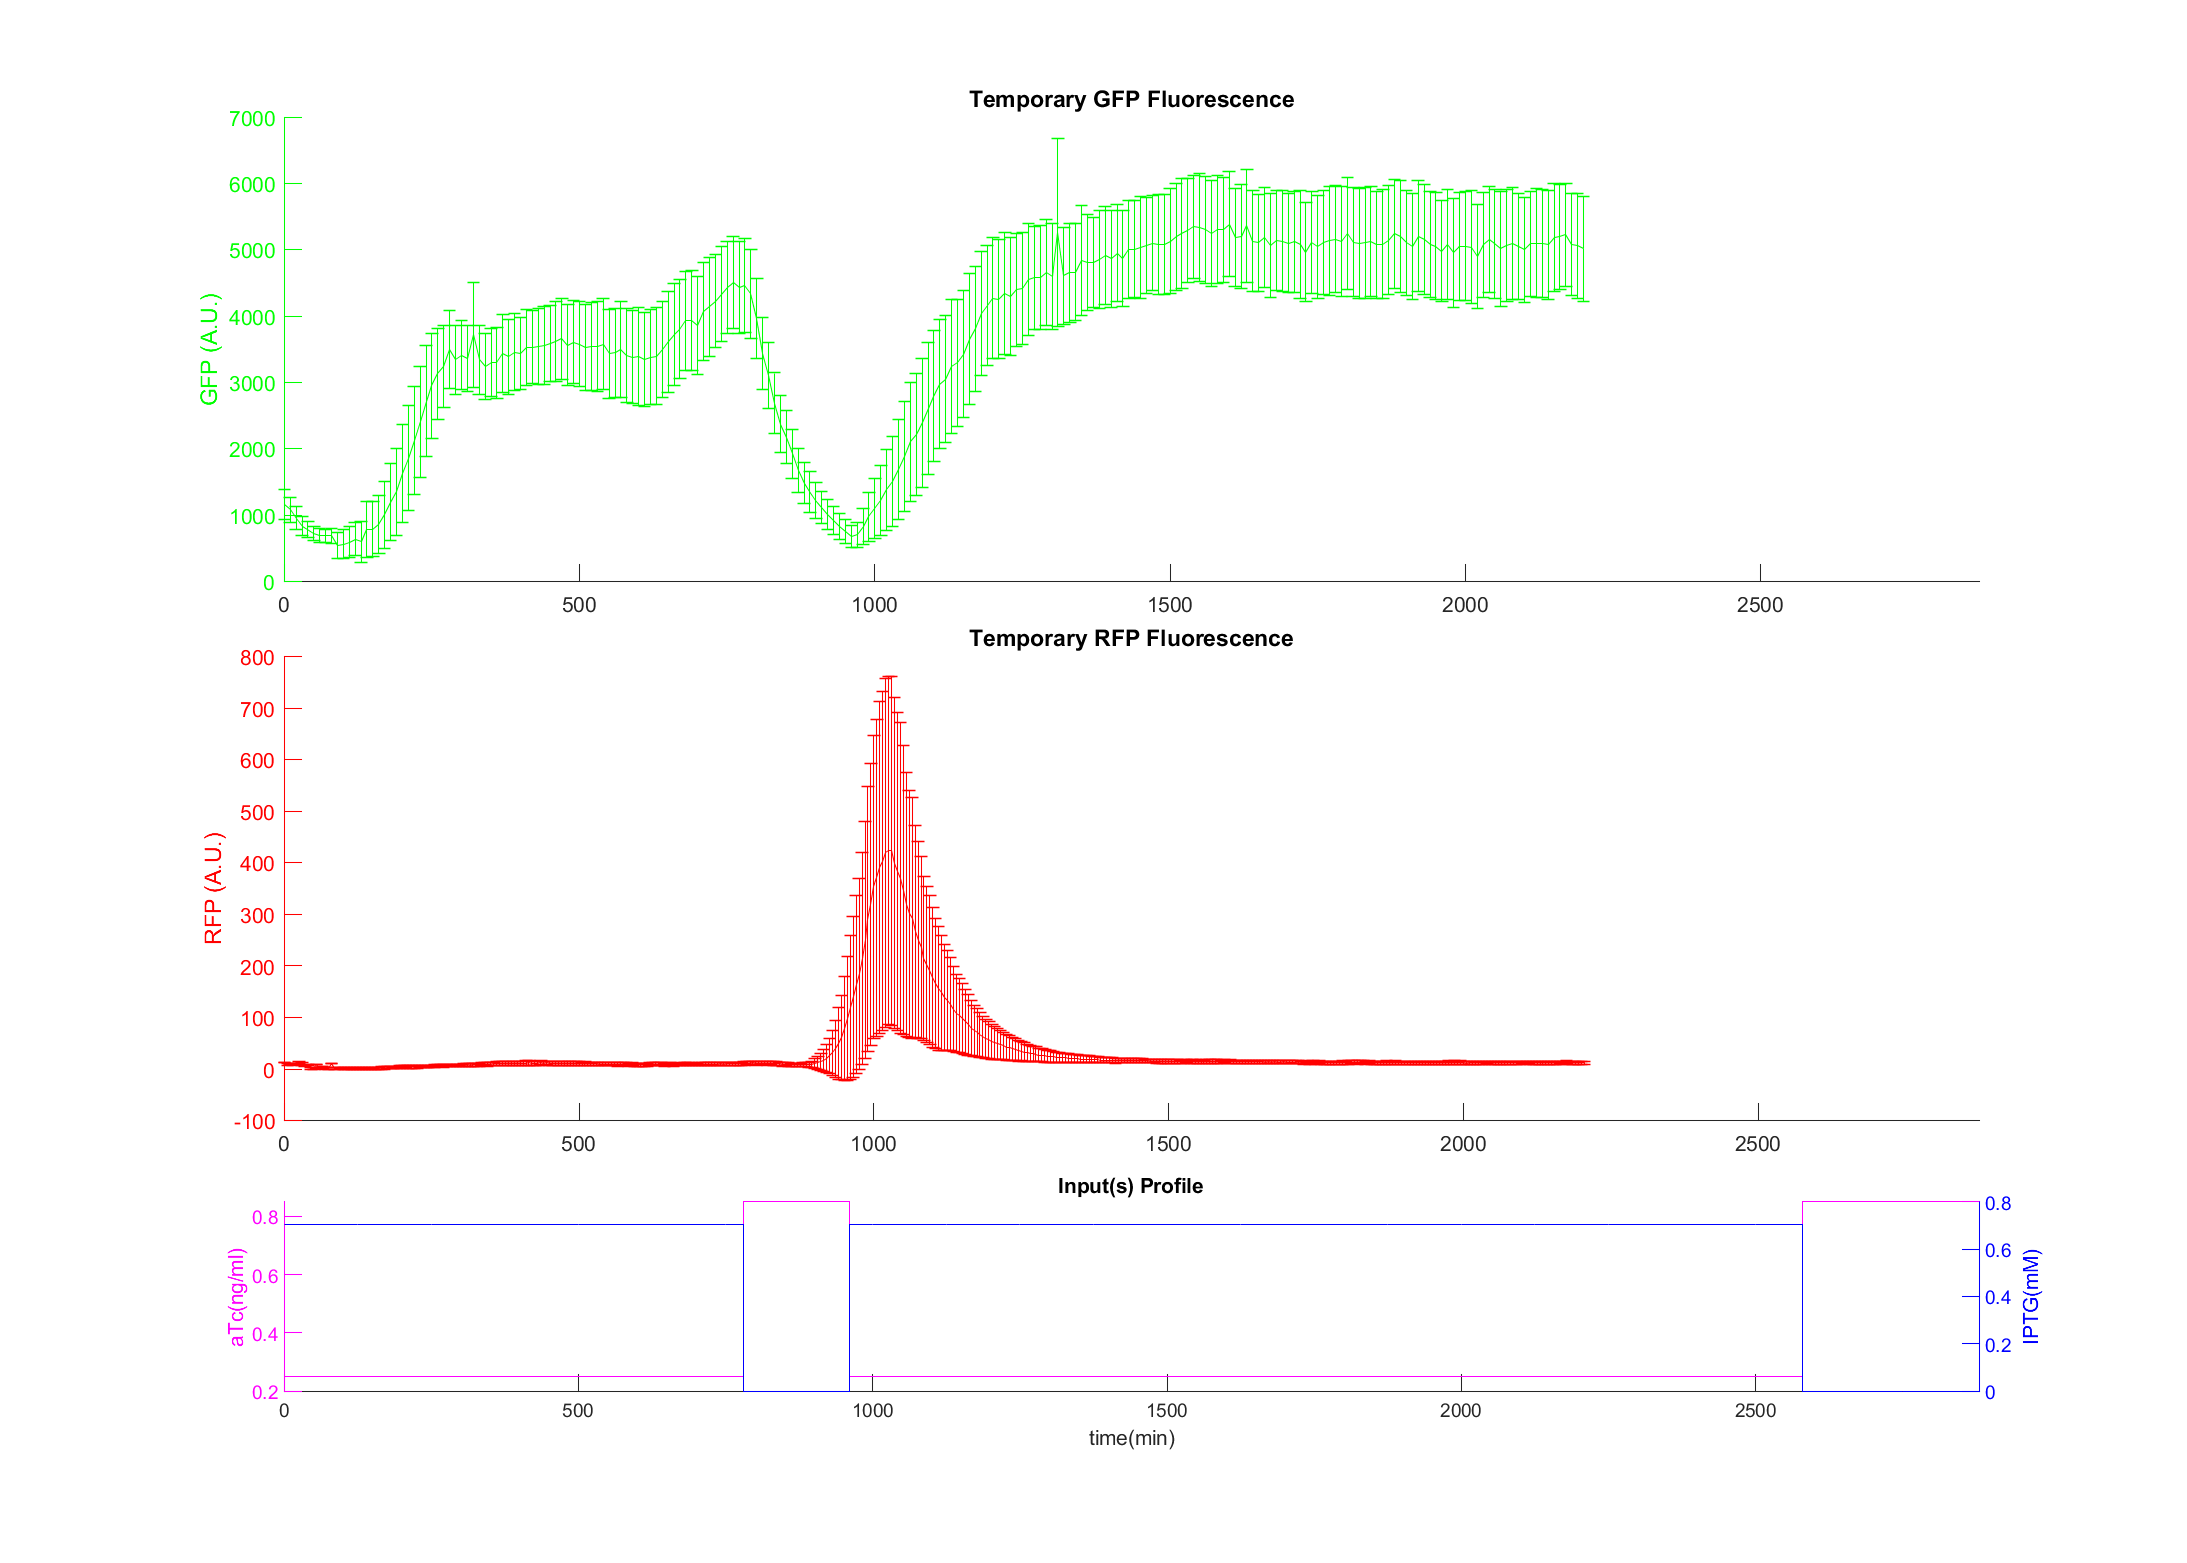 Temporary GFP Fluorescence
7000
6000
5000
4000
3000
2000
1000
0
GFP (A.U.)
0 500 1000 1500 2000 2500
Temporary RFP Fluorescence
800
700
600
500
400
300
200
100
0
-100
RFP (A.U.)
0 500 1000 1500 2000 2500
Input(s) Profile
0.8
0.6
0.4
0.2
aTc(ng/ml)
0.8
0.6
0.4
0.2
0
IPTG(mM)
0 500 1000 1500 2000 2500
time(min)